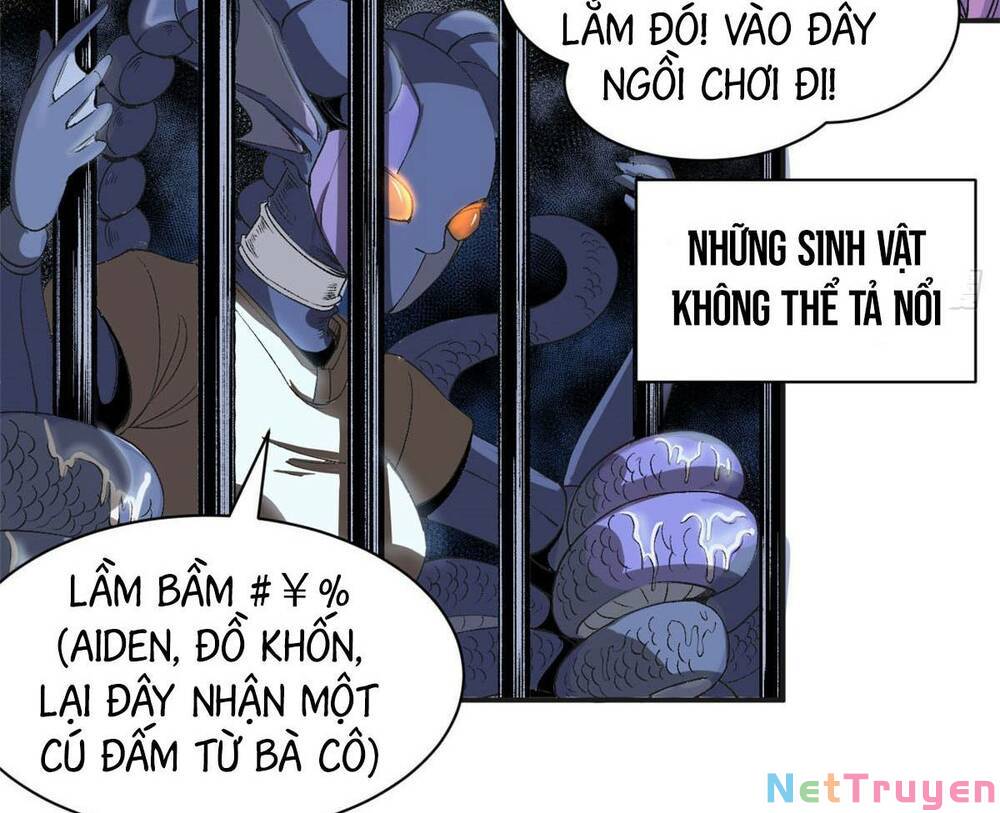 LẮM ĐÓ! VÀO ĐÂY
NGỒI CHƠI ĐI!
NHỮNG SINH VẬT
KHÔNG THỂ TẢ NỔI
LẦM BẦM #¥%
(AIDEN, ĐỒ KHỐN,
LẠI ĐÂY NHẬN MỘT
CÚ ĐẤM TỪ BÀ CÔ)
NetTruyen